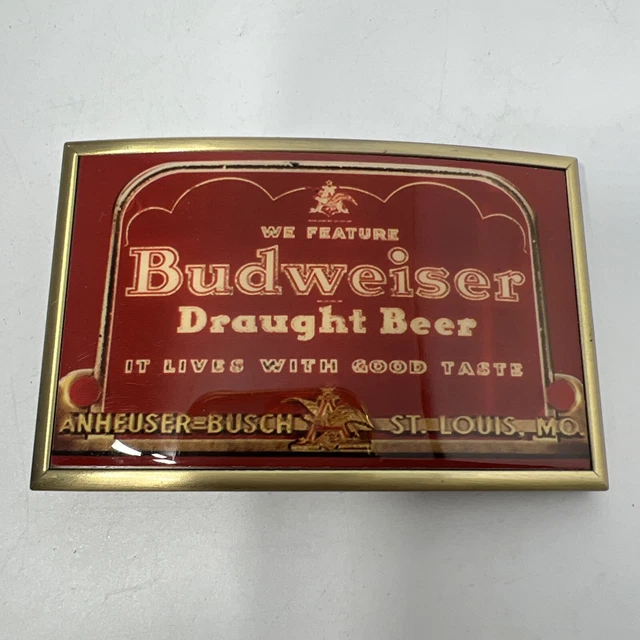 WE FEATURE
Budweiser
Draught Beer
IT LIVES WITH GOOD TASTE
ANHEUSER=BUSCH ST. LOUIS, MO.